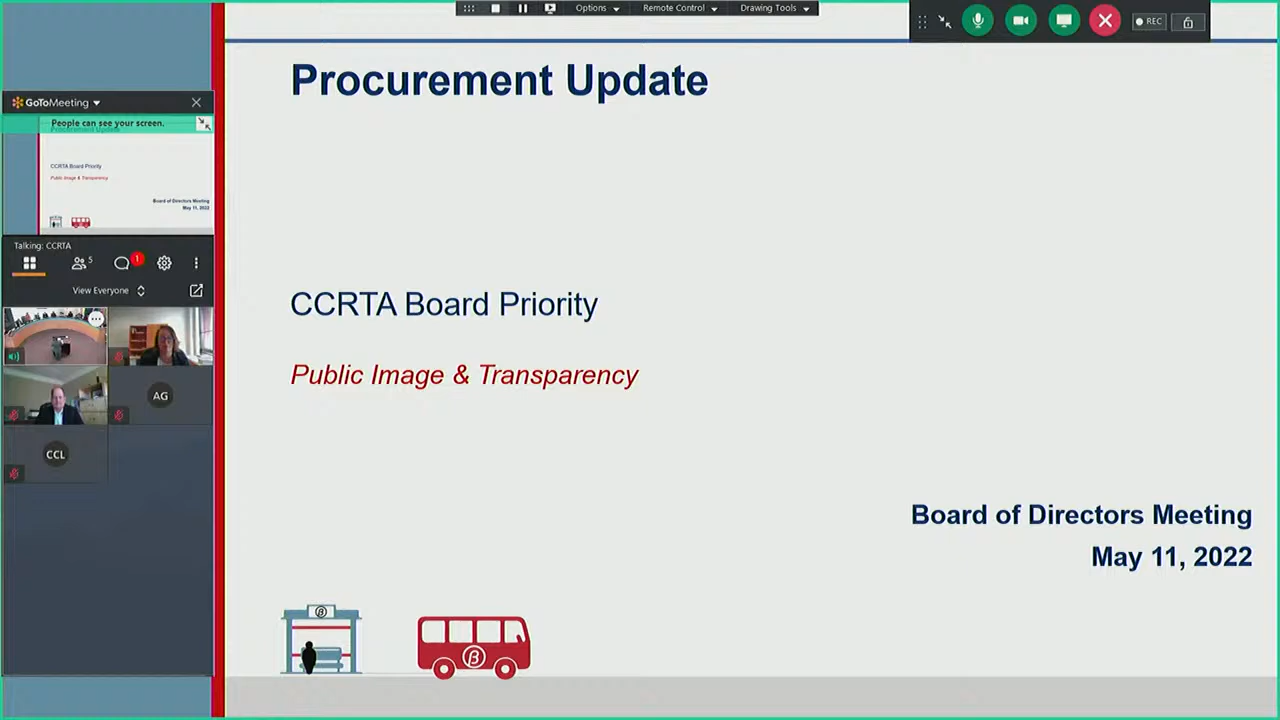 Options
Remote Control
Drawing Tools
REC
Procurement Update
GoToMeeting
People can see your screen.
CCRTA Board Priority
Public Image & Transparency
Board of Directors Meeting
May 11, 2022
Talking: CCRTA
5
1
View Everyone
AG
CCL
CCRTA Board Priority
Public Image & Transparency
Board of Directors Meeting
May 11, 2022